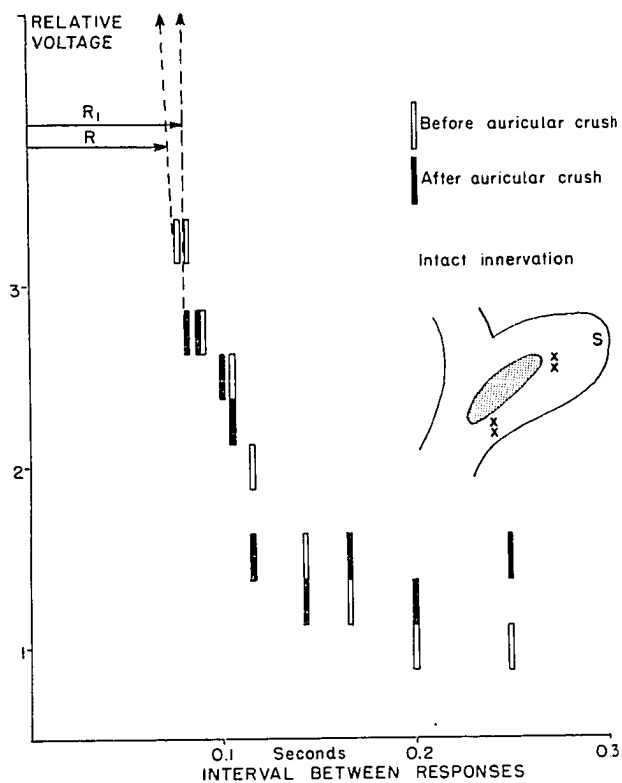 RELATIVE
VOLTAGE
R1
R
Before auricular crush
After auricular crush
Intact innervation
3
S
x
x
x
x
2
1
0.1 Seconds 0.2 0.3
INTERVAL BETWEEN RESPONSES